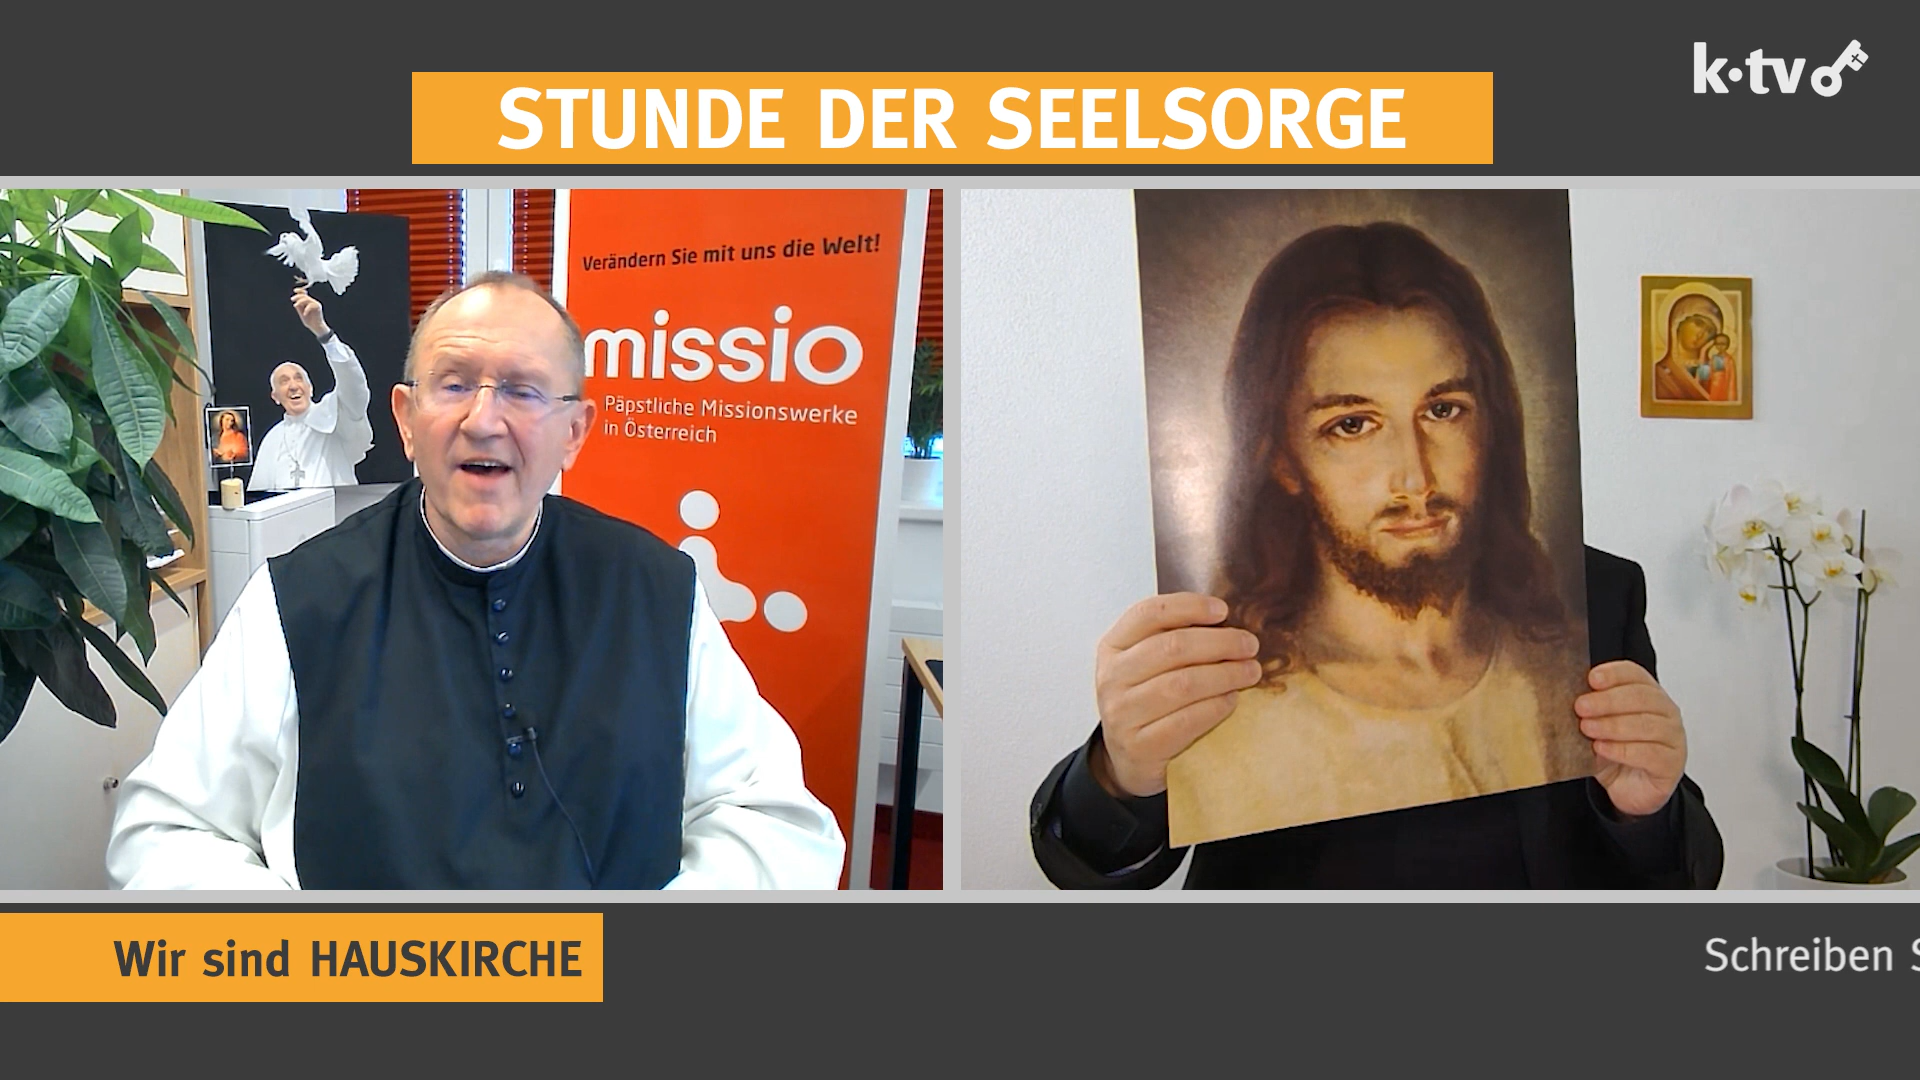 k·tv
STUNDE DER SEELSORGE
Verändern Sie mit uns die Welt!
missio
Päpstliche Missionswerke
in Österreich
Wir sind HAUSKIRCHE
Schreiben S